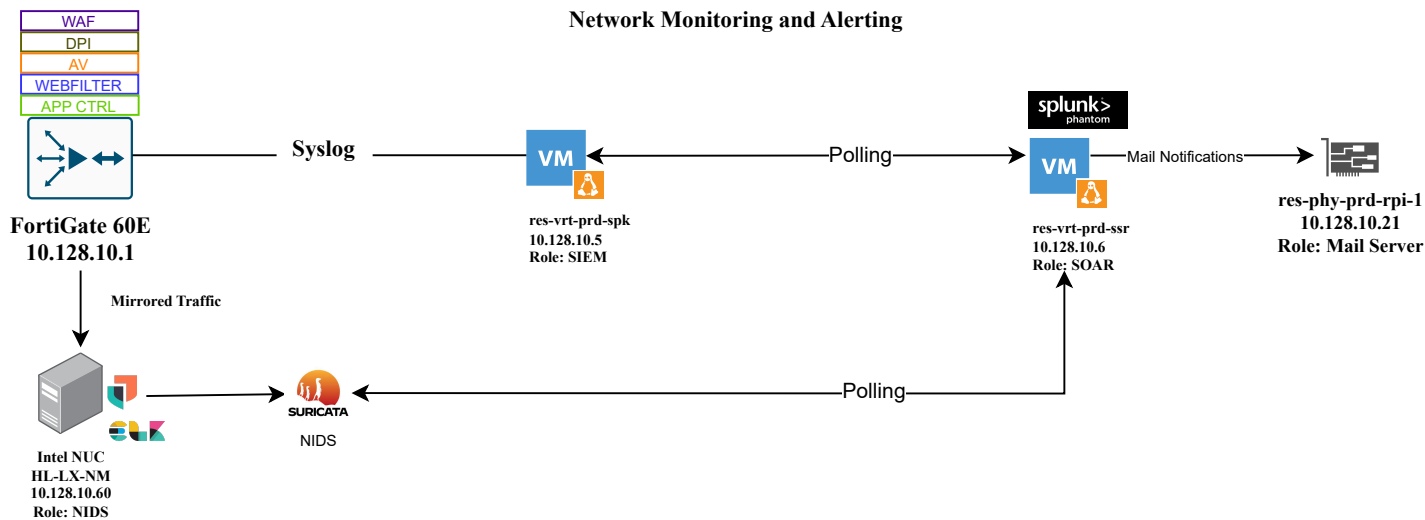 Network Monitoring and Alerting
WAF
DPI
AV
WEBFILTER
APP CTRL
FortiGate 60E
10.128.10.1
Syslog
VM
res-vrt-prd-spk
10.128.10.5
Role: SIEM
Polling
splunk>
phantom
VM
res-vrt-prd-ssr
10.128.10.6
Role: SOAR
Mail Notifications
res-phy-prd-rpi-1
10.128.10.21
Role: Mail Server
Mirrored Traffic
Intel NUC
HL-LX-NM
10.128.10.60
Role: NIDS
SURICATA
NIDS
Polling